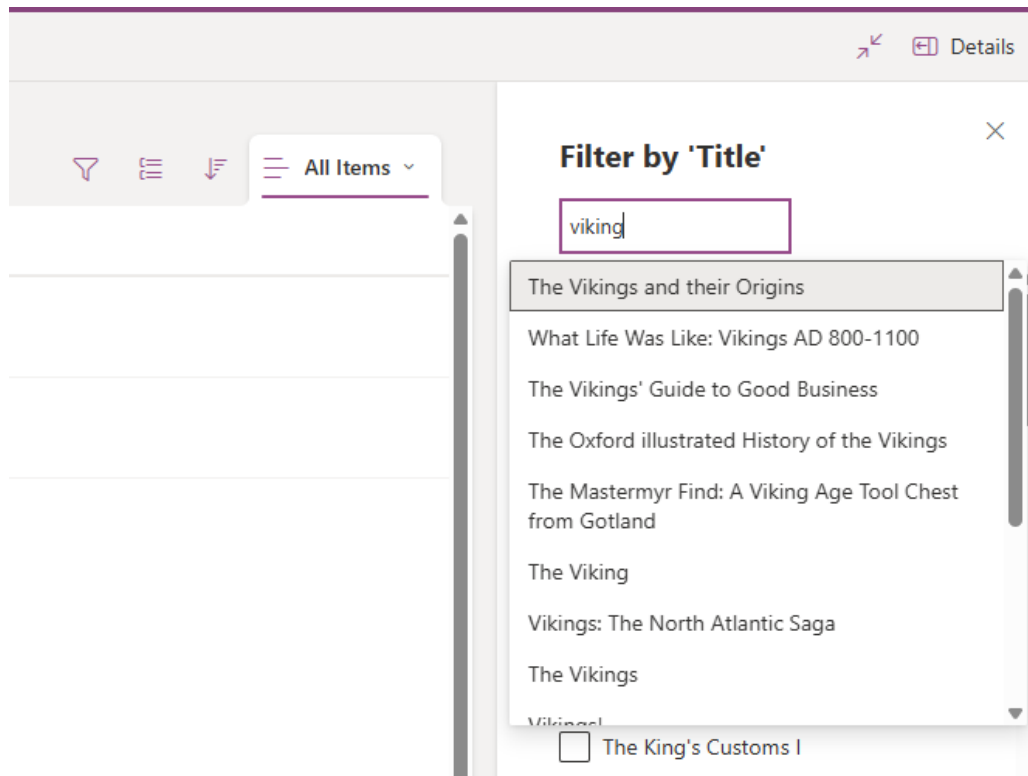 Details
All Items
Filter by 'Title'
viking
The Vikings and their Origins
What Life Was Like: Vikings AD 800-1100
The Vikings' Guide to Good Business
The Oxford illustrated History of the Vikings
The Mastermyr Find: A Viking Age Tool Chest
from Gotland
The Viking
Vikings: The North Atlantic Saga
The Vikings
Vikings!
The King's Customs I